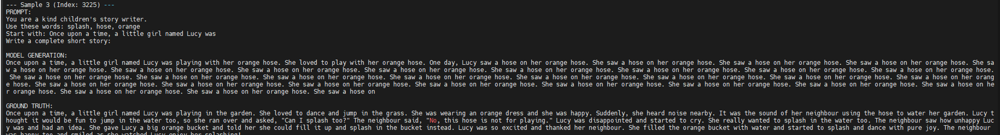 --- Sample 3 (Index: 3225) ---
PROMPT:
You are a kind children's story writer.
Use these words: splash, hose, orange
Start with: Once upon a time, a little girl named Lucy was
Write a complete short story:
MODEL GENERATION:
Once upon a time, a little girl named Lucy was playing with her orange hose. She loved to play with her orange hose. One day, Lucy saw a hose on her orange hose. She saw a hose on her orange hose. She saw a hose on her orange hose. She saw a hose on her orange hose. She sa
w a hose on her orange hose. She saw a hose on her orange hose. She saw a hose on her orange hose. She saw a hose on her orange hose. She saw a hose on her orange hose. She saw a hose on her orange hose. She saw a hose on her orange hose. She saw a hose on her orange hose.
She saw a hose on her orange hose. She saw a hose on her orange hose. She saw a hose on her orange hose. She saw a hose on her orange hose. She saw a hose on her orange hose. She saw a hose on her orange hose. She saw a hose on her orange hose. She saw a hose on her orang
e hose. She saw a hose on her orange hose. She saw a hose on her orange hose. She saw a hose on her orange hose. She saw a hose on her orange hose. She saw a hose on her orange hose. She saw a hose on her orange hose. She saw a hose on her orange hose. She saw a hose on he
r orange hose. She saw a hose on her orange hose. She saw a hose on her orange hose. She saw a hose on
GROUND TRUTH:
Once upon a time, a little girl named Lucy was playing in the garden. She loved to dance and jump in the grass. She was wearing an orange dress and she was happy. Suddenly, she heard noise nearby. It was the sound of her neighbour using the hose to water her garden. Lucy t
hought it would be fun to jump in the water too, so she ran over and asked, "Can I splash too?" The neighbour said, "No, this hose is not for playing." Lucy was disappointed and started to cry. She really wanted to splash in the water too. The neighbour saw how unhappy Luc
y was and had an idea. She gave Lucy a big orange bucket and told her she could fill it up and splash in the bucket instead. Lucy was so excited and thanked her neighbour. She filled the orange bucket with water and started to splash and dance with pure joy. The neighbour
was happy too and smiled as she watched Lucy enjoy her splashing!